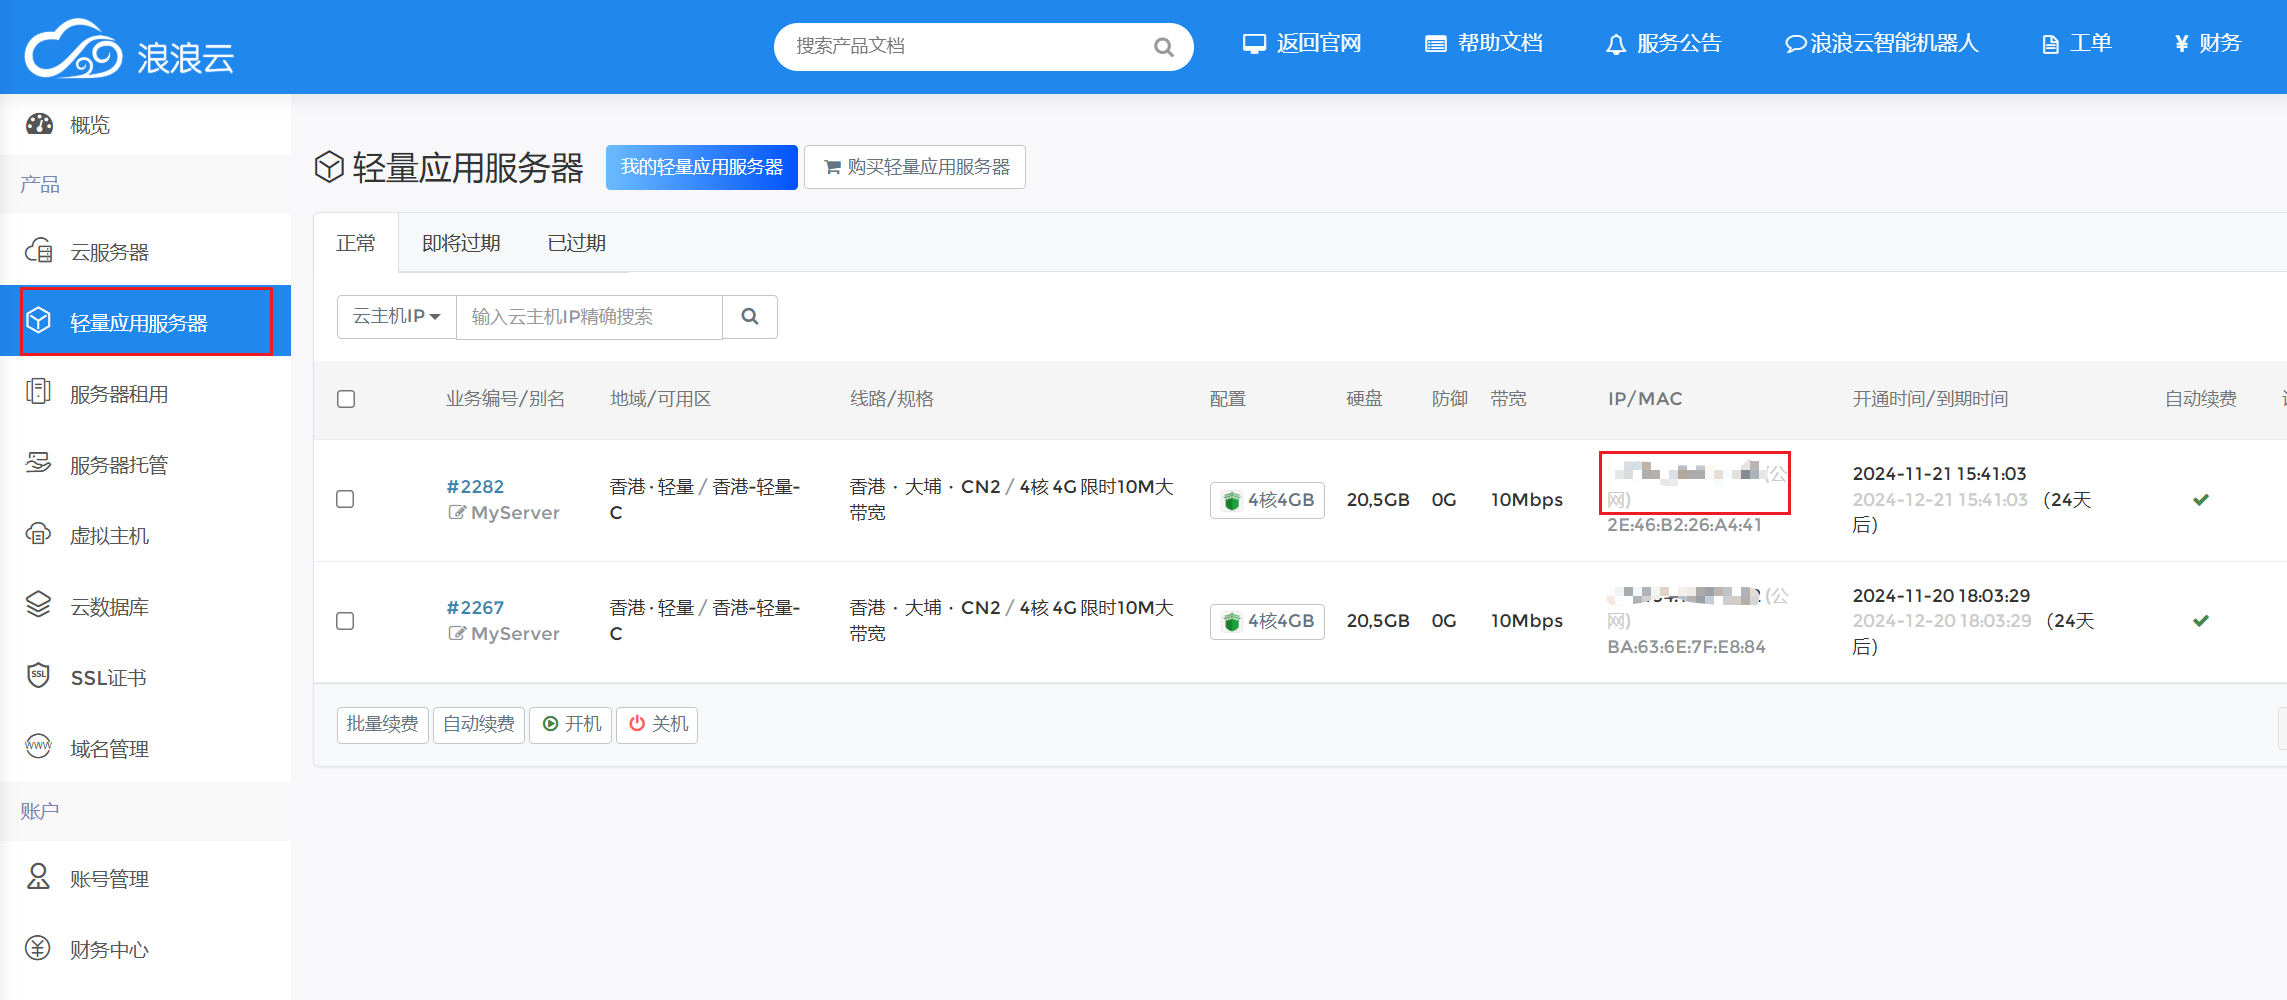 浪浪云
搜索产品文档
返回官网
帮助文档
服务公告
浪浪云智能机器人
工单
¥ 财务
概览
产品
云服务器
轻量应用服务器
服务器租用
服务器托管
虚拟主机
云数据库
SSL证书
域名管理
账户
账号管理
财务中心
轻量应用服务器
我的轻量应用服务器
购买轻量应用服务器
正常
即将过期
已过期
云主机IP
输入云主机IP精确搜索
业务编号/别名
地域/可用区
线路/规格
配置
硬盘
防御
带宽
IP/MAC
开通时间/到期时间
自动续费
#2282
MyServer
香港·轻量 / 香港-轻量-
C
香港 · 大埔 · CN2 / 4核 4G 限时10M大
带宽
4核4GB
20,5GB
0G
10Mbps
(公
网)
2E:46:B2:26:A4:41
2024-11-21 15:41:03
2024-12-21 15:41:03 （24天
后）
#2267
MyServer
香港·轻量 / 香港-轻量-
C
香港 · 大埔 · CN2 / 4核 4G 限时10M大
带宽
4核4GB
20,5GB
0G
10Mbps
(公
网)
BA:63:6E:7F:E8:84
2024-11-20 18:03:29
2024-12-20 18:03:29 （24天
后）
批量续费
自动续费
开机
关机